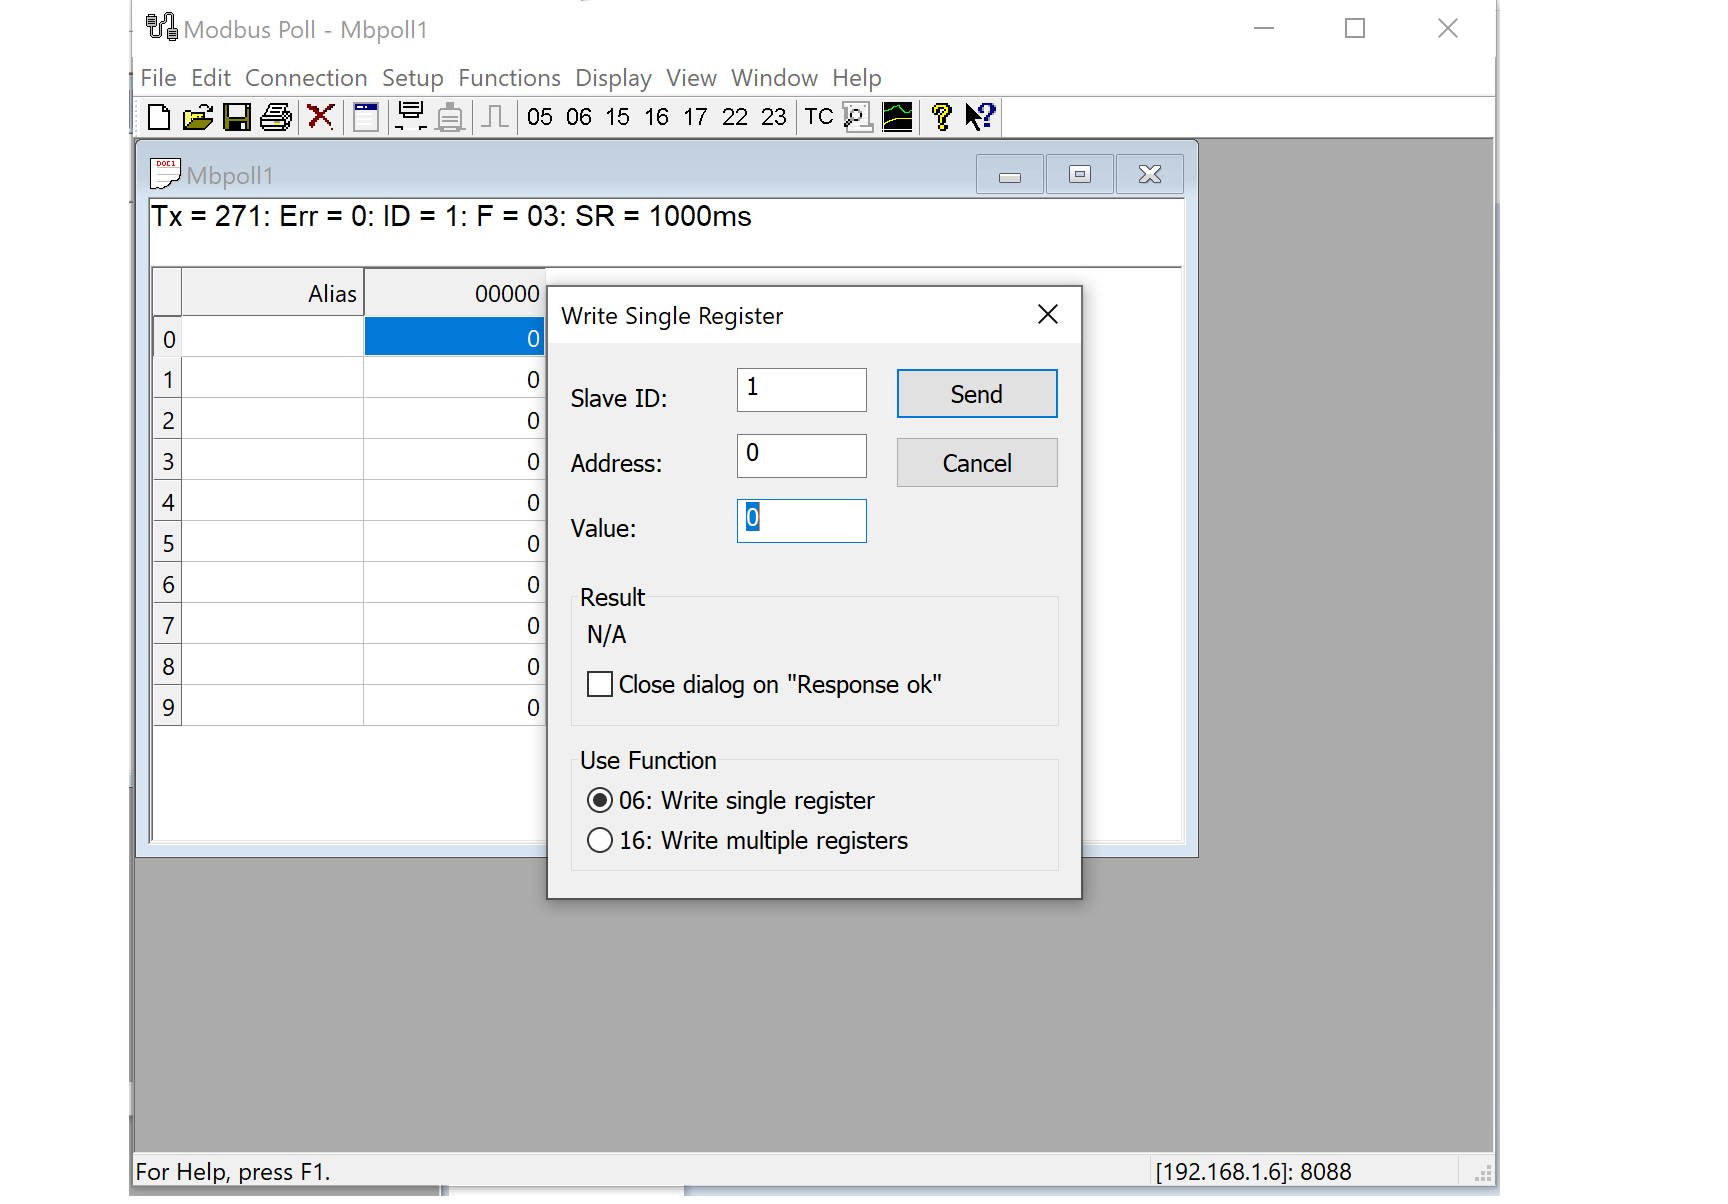 Modbus Poll - Mbpoll1
File Edit Connection Setup Functions Display View Window Help
05 06 15 16 17 22 23 TC
DOC1
Mbpoll1
Tx = 271: Err = 0: ID = 1: F = 03: SR = 1000ms
Alias 00000
0 0
1 0
2 0
3 0
4 0
5 0
6 0
7 0
8 0
9 0
Write Single Register
Slave ID: 1 Send
Address: 0 Cancel
Value: 0
Result
N/A
Close dialog on "Response ok"
Use Function
06: Write single register
16: Write multiple registers
For Help, press F1. [192.168.1.6]: 8088